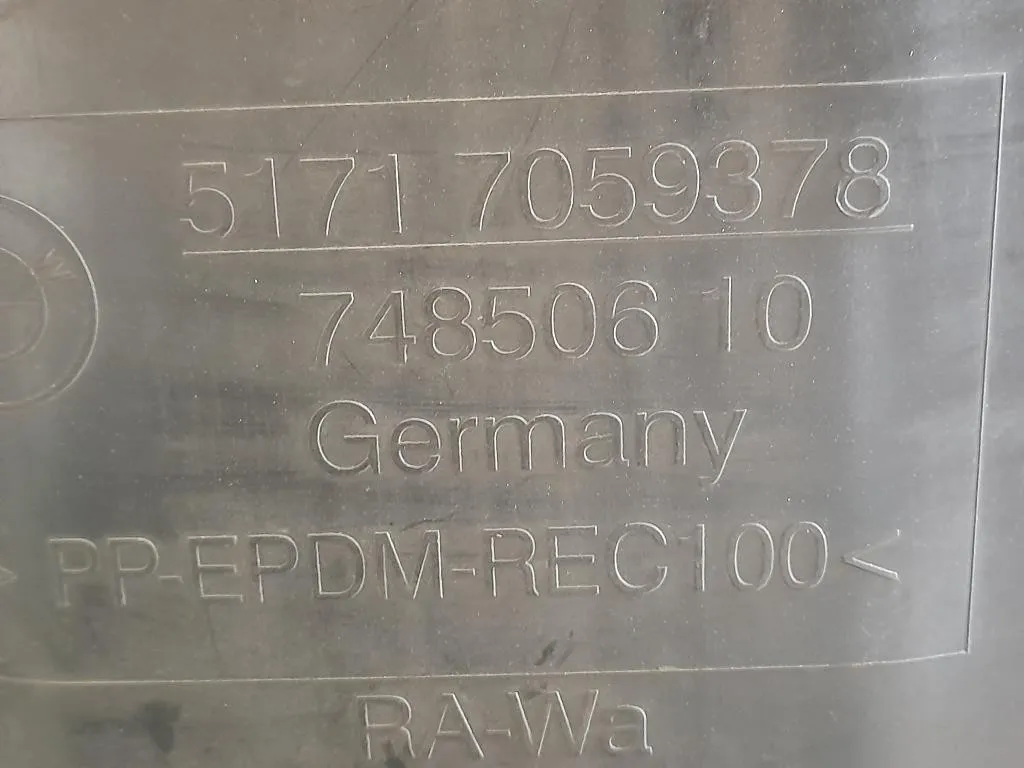 5171 7059378
748506 10
Germany
>PP-EPDM-REC100<
RA-Wa